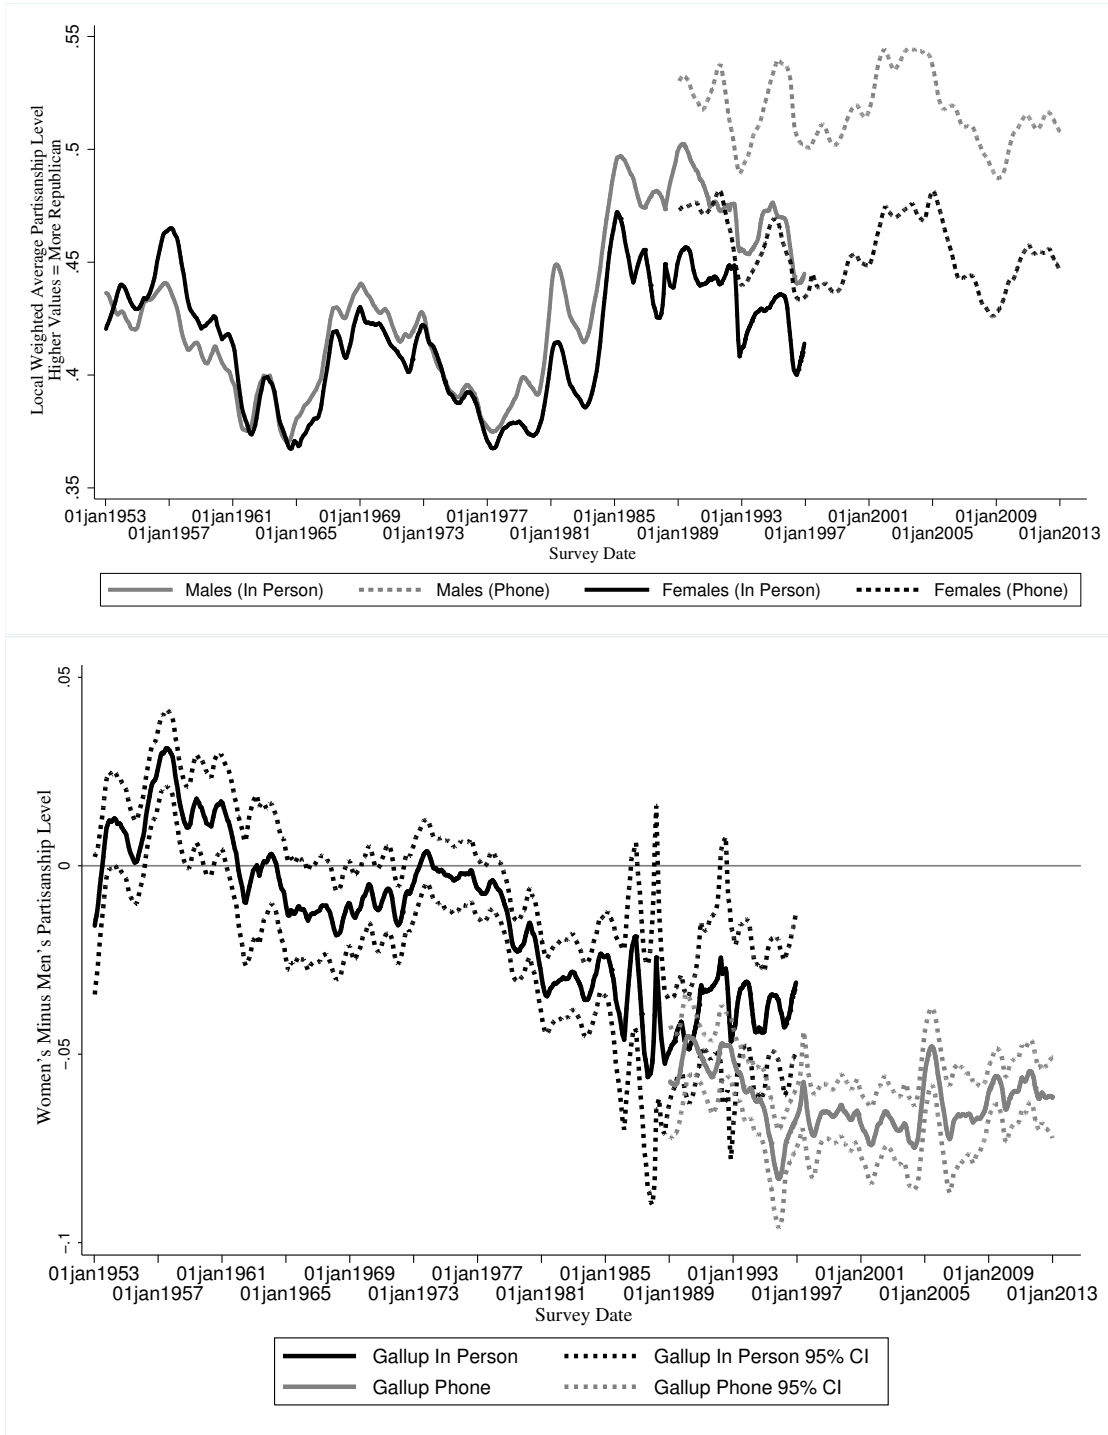 .55
.5
.45
.4
.35
Local Weighted Average Partisanship Level
Higher Values = More Republican
01jan1953 01jan1961 01jan1969 01jan1977 01jan1985 01jan1993 01jan2001 01jan2009
01jan1957 01jan1965 01jan1973 01jan1981 01jan1989 01jan1997 01jan2005 01jan2013
Survey Date
Males (In Person) Males (Phone) Females (In Person) Females (Phone)
.05
0
-.05
-.1
Women's Minus Men's Partisanship Level
01jan1953 01jan1961 01jan1969 01jan1977 01jan1985 01jan1993 01jan2001 01jan2009
01jan1957 01jan1965 01jan1973 01jan1981 01jan1989 01jan1997 01jan2005 01jan2013
Survey Date
Gallup In Person Gallup In Person 95% CI
Gallup Phone Gallup Phone 95% CI